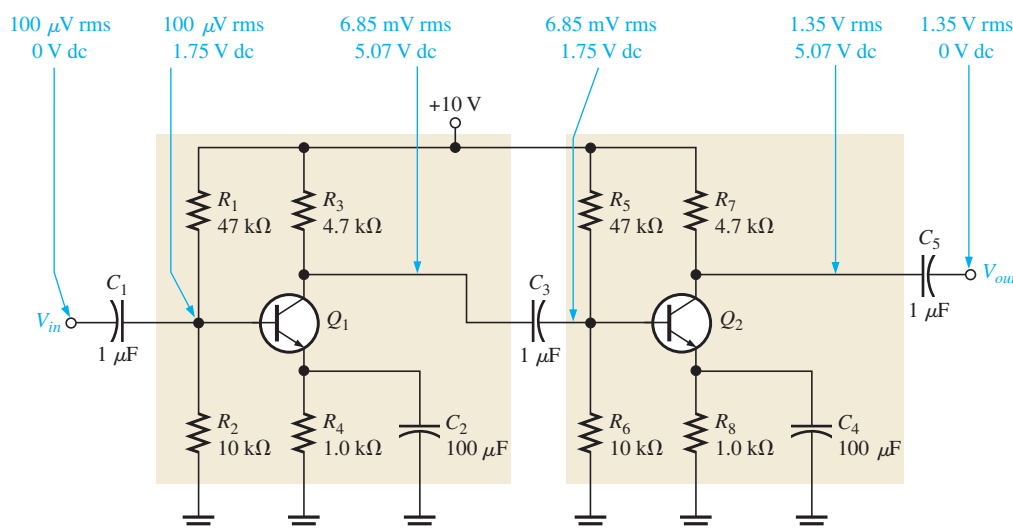 100 μV rms
0 V dc
100 μV rms
1.75 V dc
6.85 mV rms
5.07 V dc
6.85 mV rms
1.75 V dc
1.35 V rms
5.07 V dc
1.35 V rms
0 V dc
+10 V
R1
47 kΩ
R3
4.7 kΩ
R5
47 kΩ
R7
4.7 kΩ
C1
Vin
1 μF
Q1
C3
1 μF
Q2
C5
Vout
1 μF
R2
10 kΩ
R4
1.0 kΩ
C2
100 μF
R6
10 kΩ
R8
1.0 kΩ
C4
100 μF